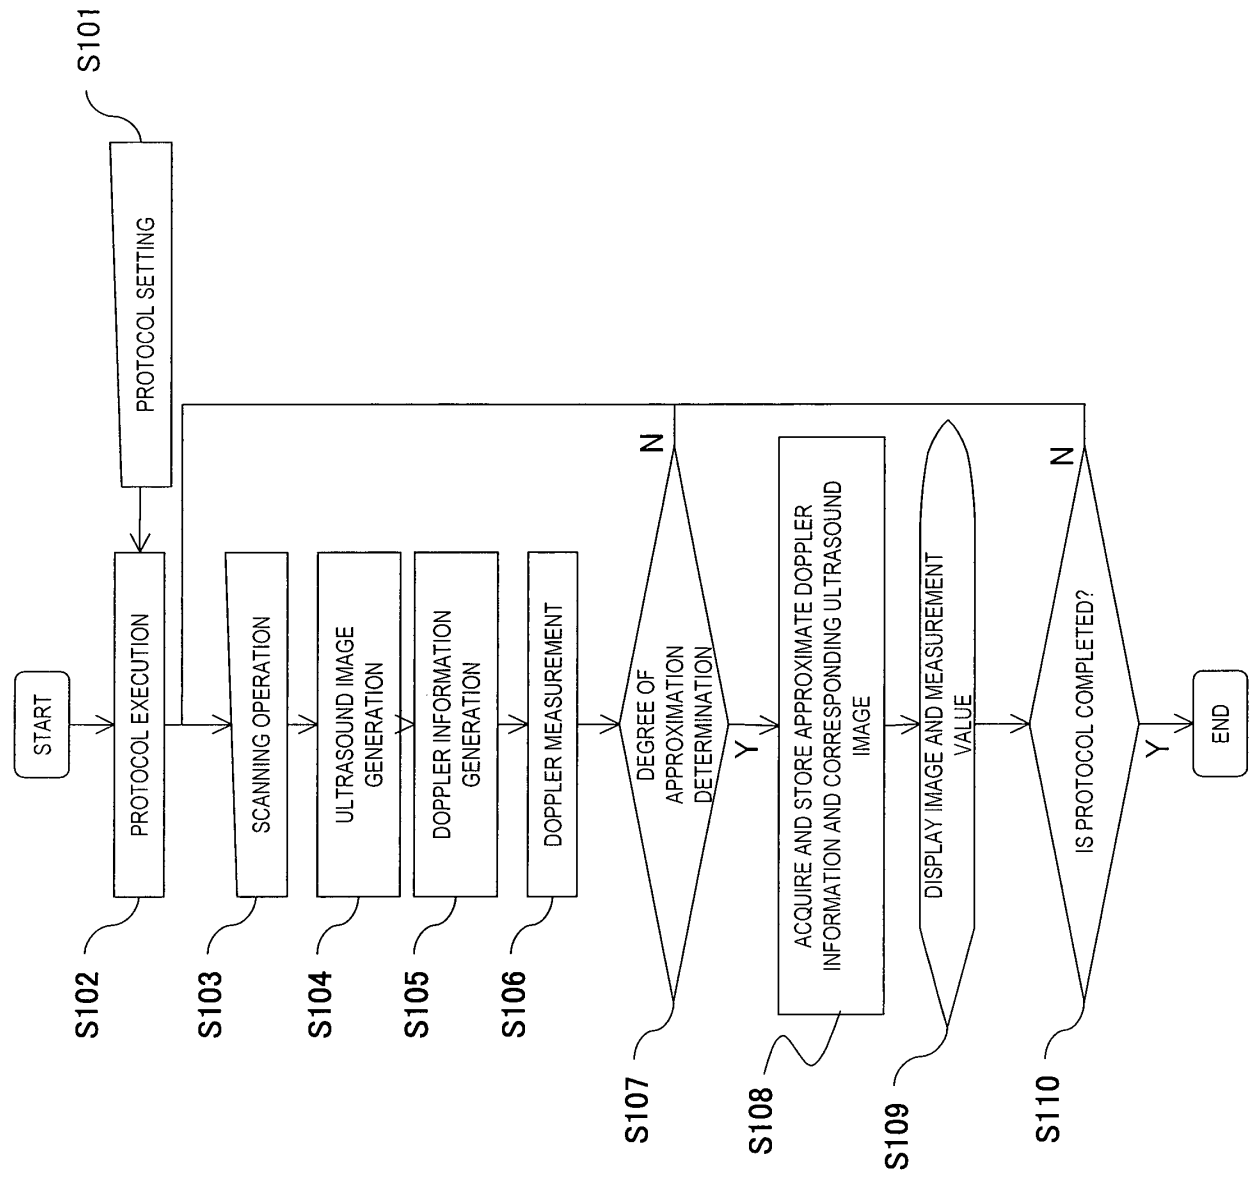 START
S101
PROTOCOL SETTING
S102
PROTOCOL EXECUTION
S103
SCANNING OPERATION
S104
ULTRASOUND IMAGE
GENERATION
S105
DOPPLER INFORMATION
GENERATION
S106
DOPPLER MEASUREMENT
S107
DEGREE OF
APPROXIMATION
DETERMINATION
N
Y
S108
ACQUIRE AND STORE APPROXIMATE DOPPLER
INFORMATION AND CORRESPONDING ULTRASOUND
IMAGE
S109
DISPLAY IMAGE AND MEASUREMENT
VALUE
S110
IS PROTOCOL COMPLETED?
N
Y
END